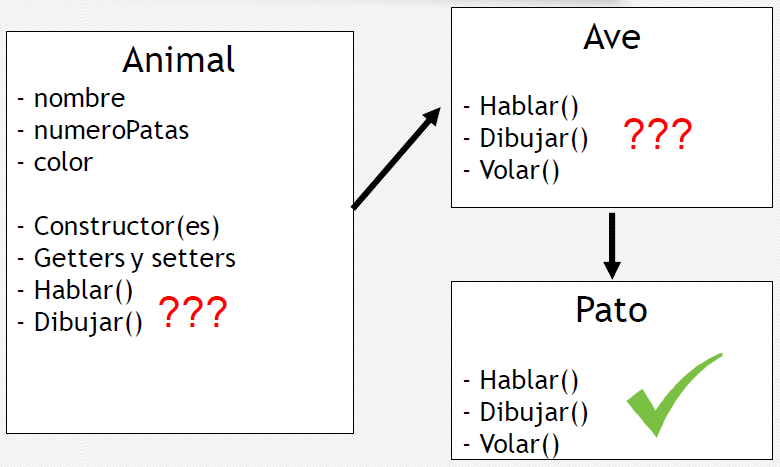 Animal
- nombre
- numeroPatas
- color
- Constructor(es)
- Getters y setters
- Hablar()
- Dibujar()
???
Ave
- Hablar()
- Dibujar()
- Volar()
???
Pato
- Hablar()
- Dibujar()
- Volar()